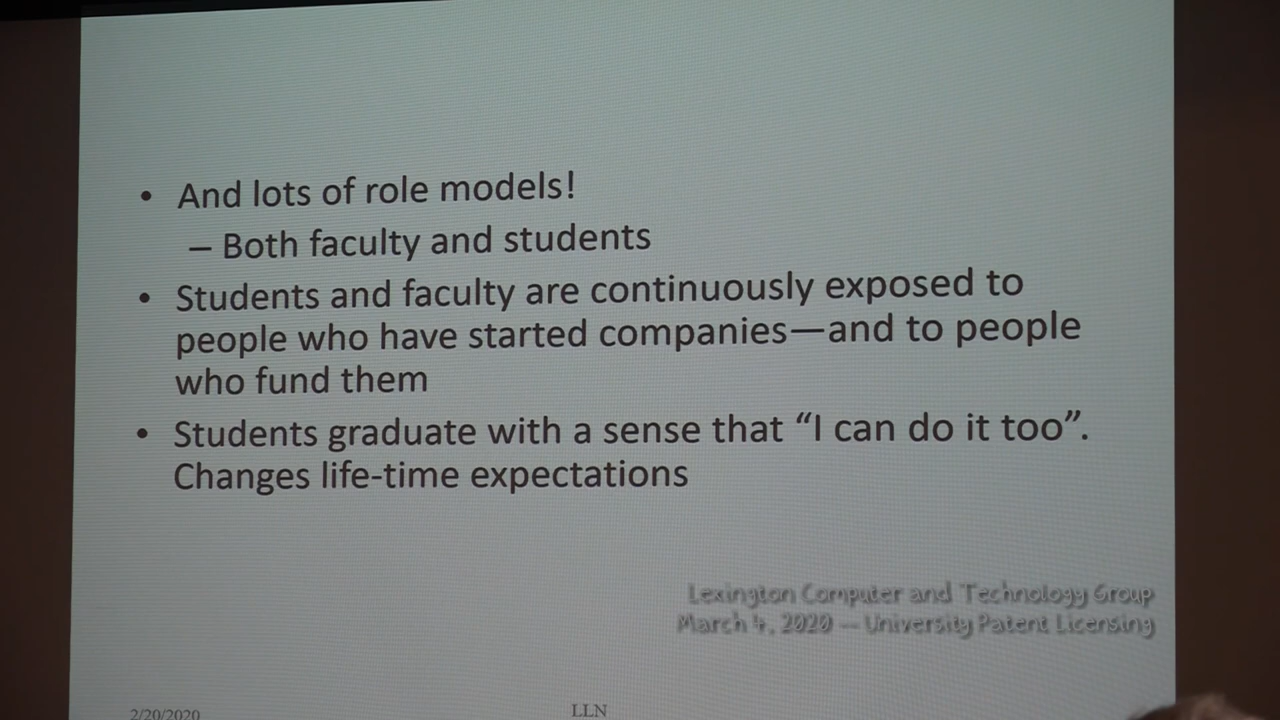 • And lots of role models!
– Both faculty and students
• Students and faculty are continuously exposed to
people who have started companies—and to people
who fund them
• Students graduate with a sense that “I can do it too”.
Changes life-time expectations
Lexington Computer and Technology Group
March 4, 2020 — University Patent Licensing
2/20/2020
LLN